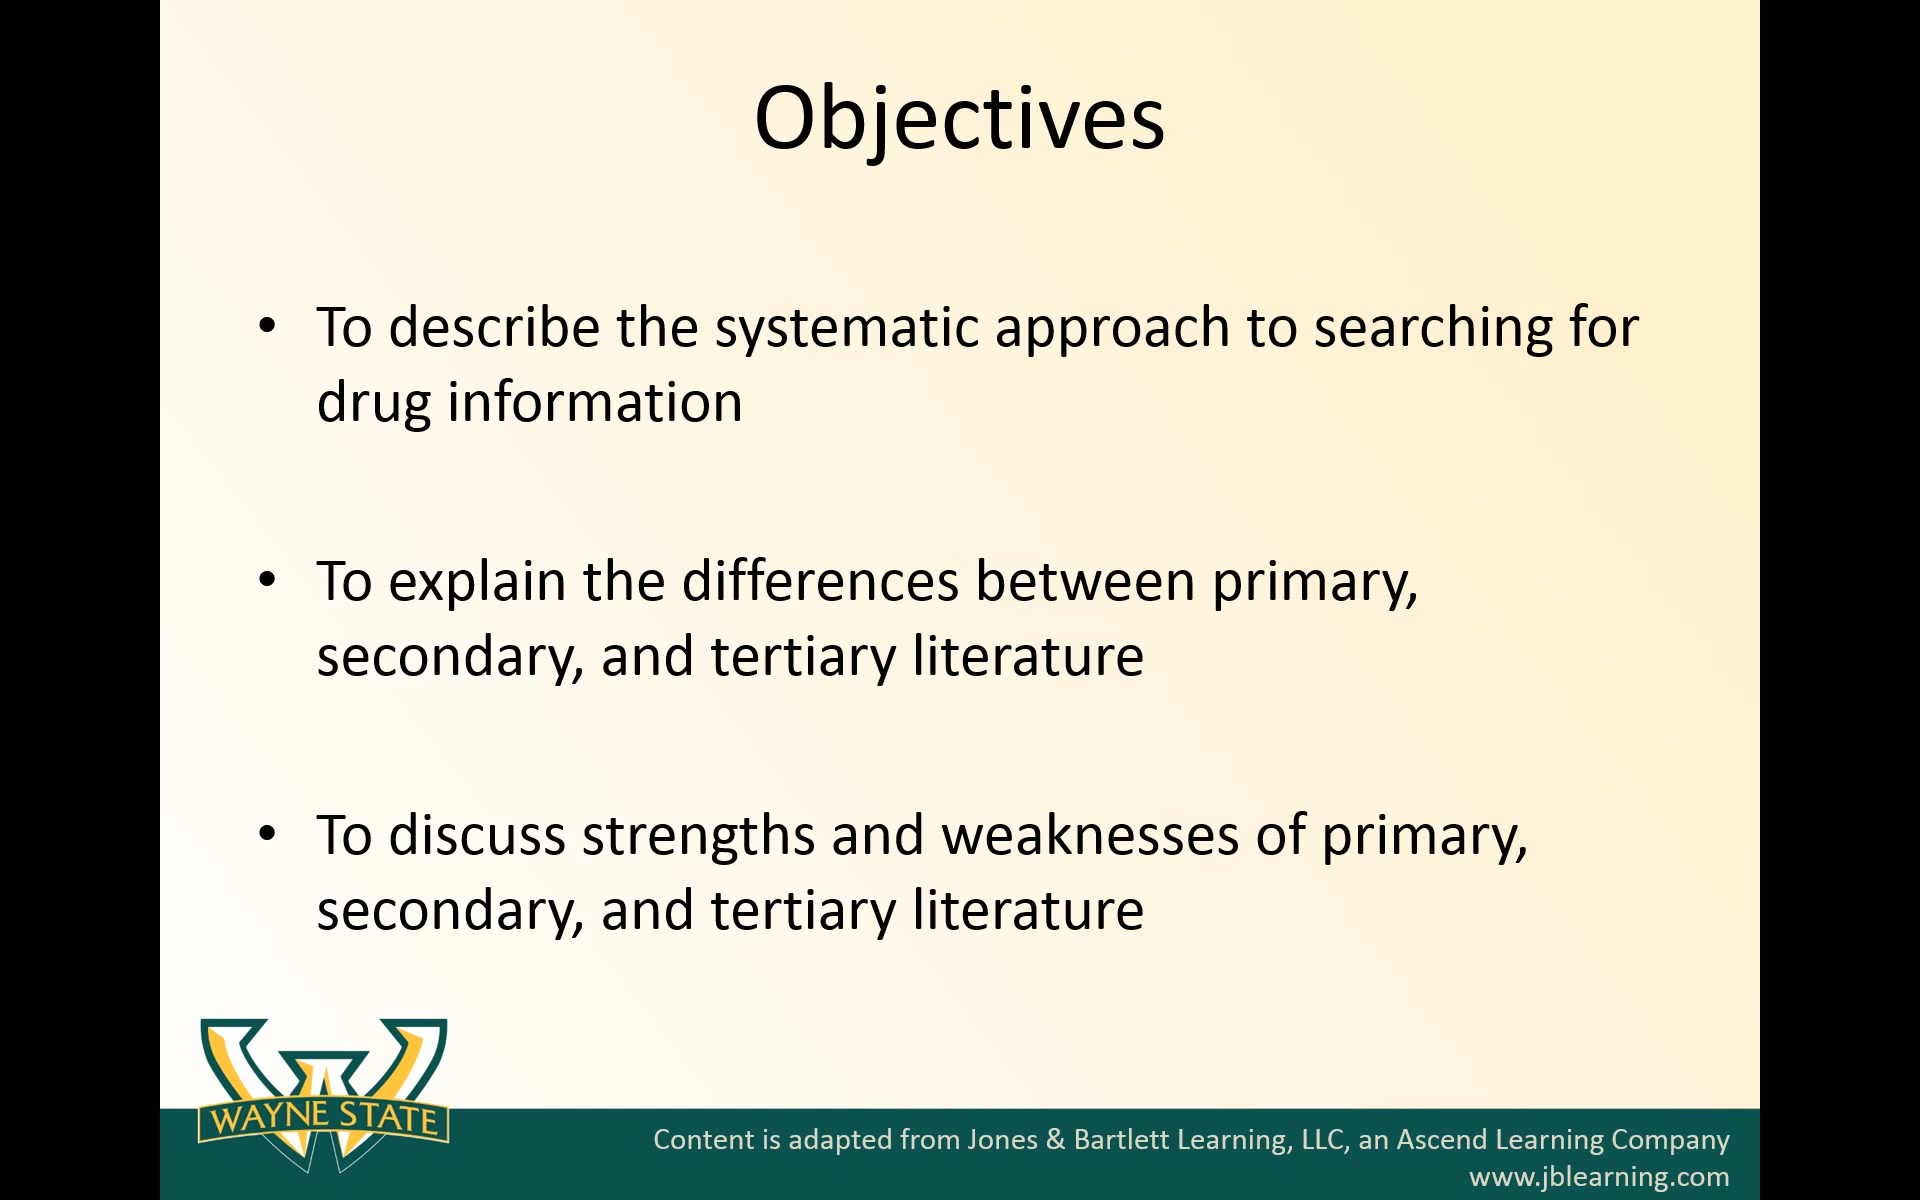 Objectives
• To describe the systematic approach to searching for
drug information
• To explain the differences between primary,
secondary, and tertiary literature
• To discuss strengths and weaknesses of primary,
secondary, and tertiary literature
WAYNE STATE
Content is adapted from Jones & Bartlett Learning, LLC, an Ascend Learning Company
www.jblearning.com